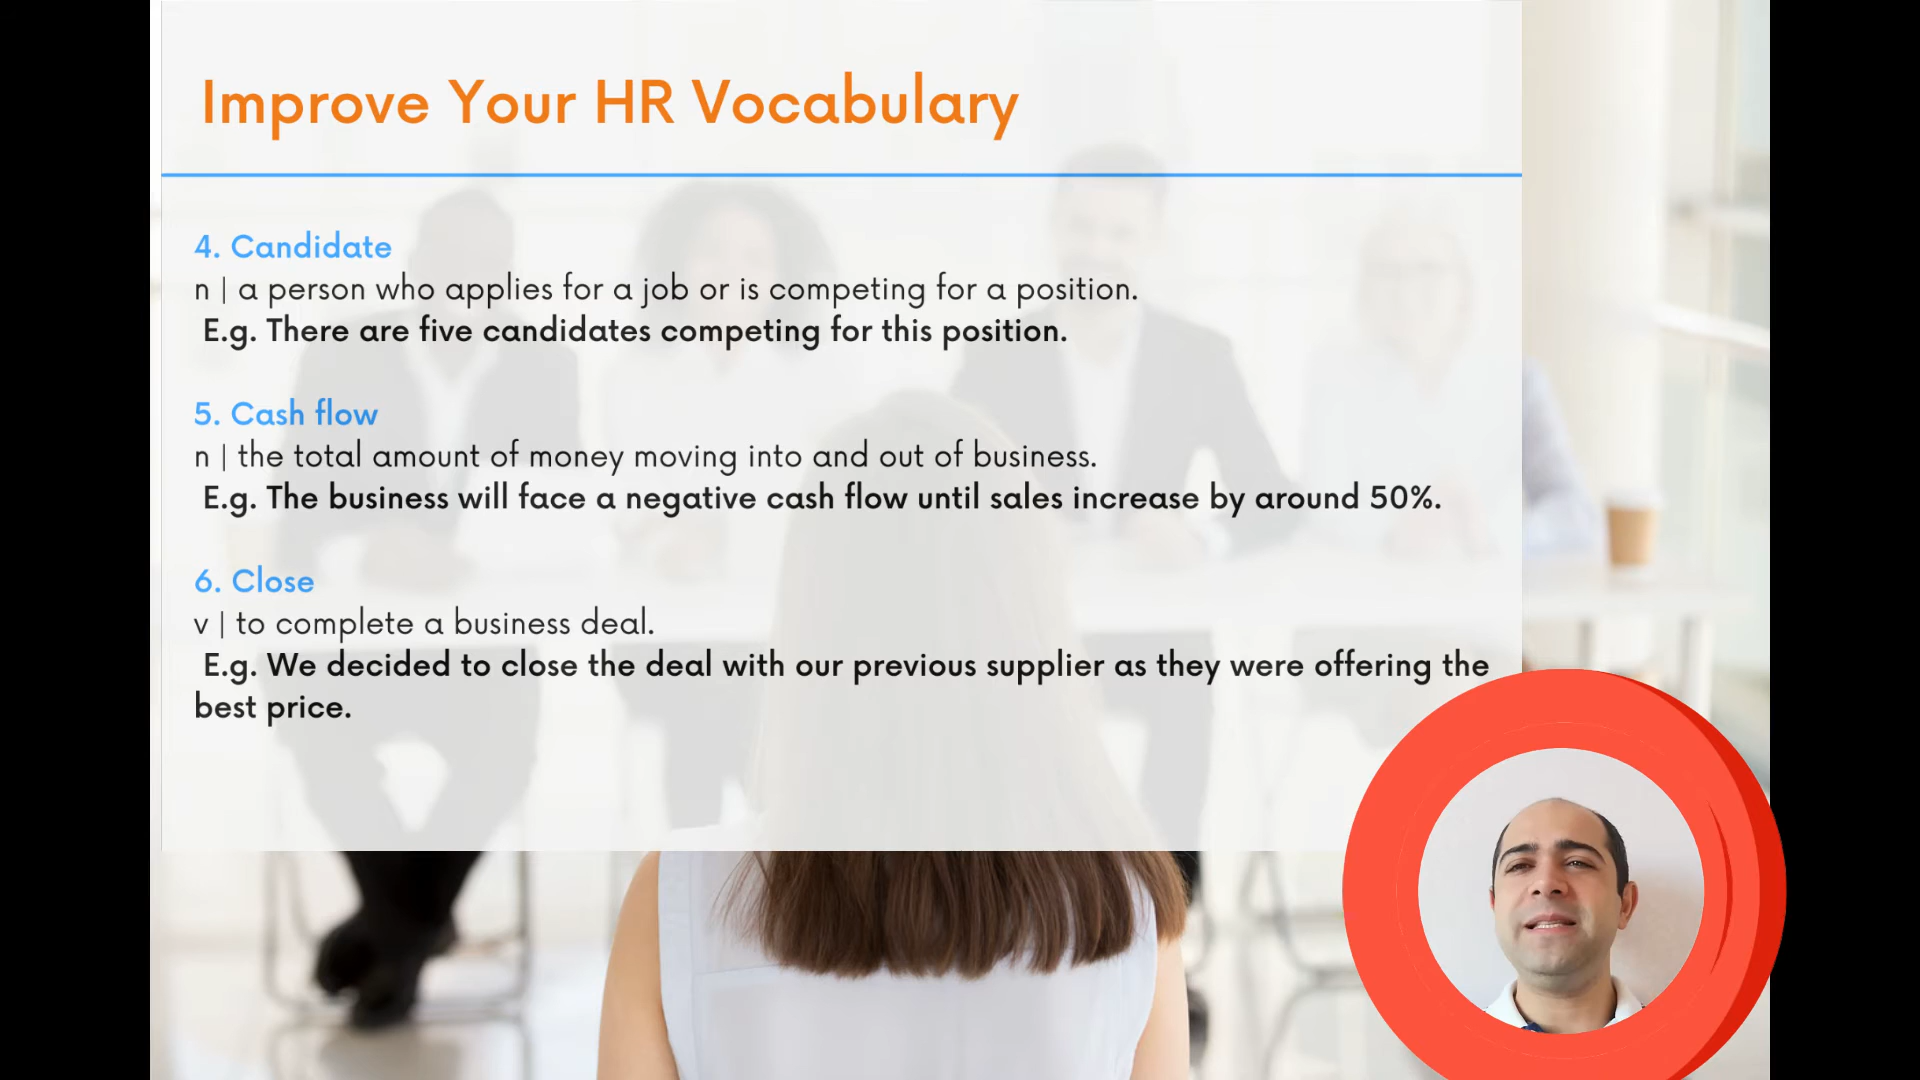 Improve Your HR Vocabulary
4. Candidate
n | a person who applies for a job or is competing for a position.
E.g. There are five candidates competing for this position.
5. Cash flow
n | the total amount of money moving into and out of business.
E.g. The business will face a negative cash flow until sales increase by around 50%.
6. Close
v | to complete a business deal.
E.g. We decided to close the deal with our previous supplier as they were offering the
best price.